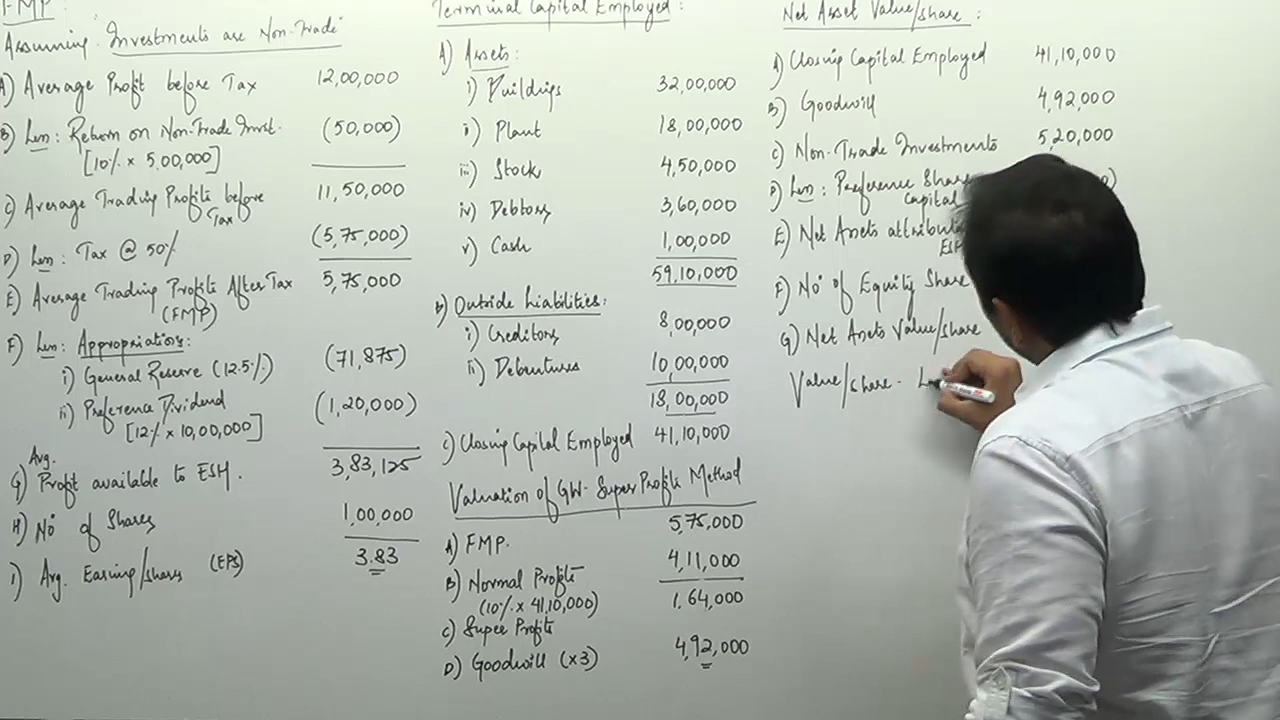 FMP:
Assuming Investments are Non-Trade
A) Average Profit before Tax 12,00,000
B) Less: Return on Non-Trade Invst. (50,000)
[10% x 5,00,000]
C) Average Trading Profits before Tax 11,50,000
D) Less: Tax @ 50% (5,75,000)
E) Average Trading Profits After Tax 5,75,000
(FMP)
F) Less: Appropriations:
i) General Reserve (12.5%) (71,875)
ii) Preference Dividend (1,20,000)
[12% x 10,00,000]
G) Avg. Profit available to ESH. 3,83,125
H) No of Shares 1,00,000
I) Avg. Earning/shares (EPS) 3.83
Terminal Capital Employed:
A) Assets:
i) Buildings 32,00,000
ii) Plant 18,00,000
iii) Stock 4,50,000
iv) Debtors 3,60,000
v) Cash 1,00,000
59,10,000
B) Outside Liabilities:
i) Creditors 8,00,000
ii) Debentures 10,00,000
18,00,000
C) Closing Capital Employed 41,10,000
Valuation of GW- Super Profits Method
A) FMP. 5,75,000
B) Normal Profits 4,11,000
(10% x 41,10,000)
C) Super Profits 1,64,000
D) Goodwill (x3) 4,92,000
Net Asset Value/share:
A) Closing Capital Employed 41,10,000
B) Goodwill 4,92,000
C) Non-Trade Investments 5,20,000
D) Less: Preference Share
Capital
E) Net Assets
F) No of Equity Share
G) Net Assets Value/share
Value/share -